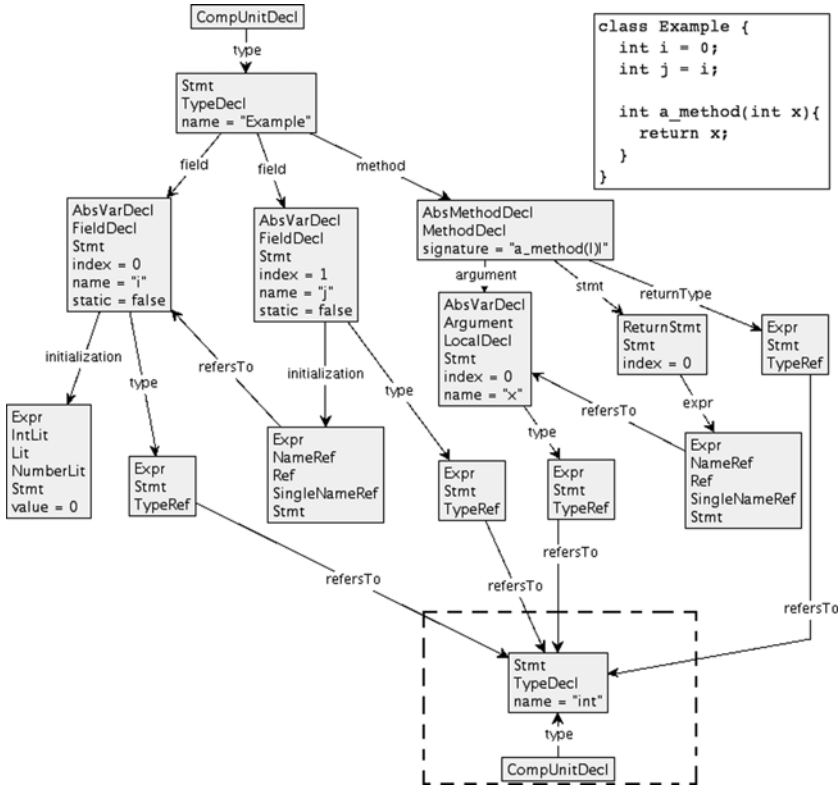 CompUnitDecl
type
Stmt
TypeDecl
name = "Example"
class Example {
int i = 0;
int j = i;
int a_method(int x){
return x;
}
}
field
field
method
AbsVarDecl
FieldDecl
Stmt
index = 0
name = "i"
static = false
AbsVarDecl
FieldDecl
Stmt
index = 1
name = "j"
static = false
AbsMethodDecl
MethodDecl
signature = "a_method(I)I"
argument
stmt
returnType
AbsVarDecl
Argument
LocalDecl
Stmt
index = 0
name = "x"
ReturnStmt
Stmt
index = 0
Expr
Stmt
TypeRef
initialization
type
refersTo
initialization
type
refersTo
expr
type
Expr
IntLit
Lit
NumberLit
Stmt
value = 0
Expr
Stmt
TypeRef
Expr
NameRef
Ref
SingleNameRef
Stmt
Expr
Stmt
TypeRef
Expr
Stmt
TypeRef
Expr
NameRef
Ref
SingleNameRef
Stmt
refersTo
refersTo
refersTo
refersTo
Stmt
TypeDecl
name = "int"
type
CompUnitDecl